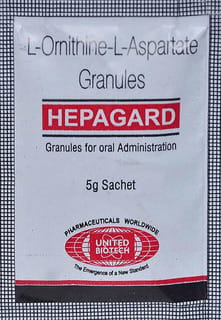 L-Ornithine-L-Aspartate
Granules
HEPAGARD
Granules for oral Administration
5g Sachet
PHARMACEUTICALS WORLDWIDE
UNITED
BIOTECH
The Emergence of a New Standard